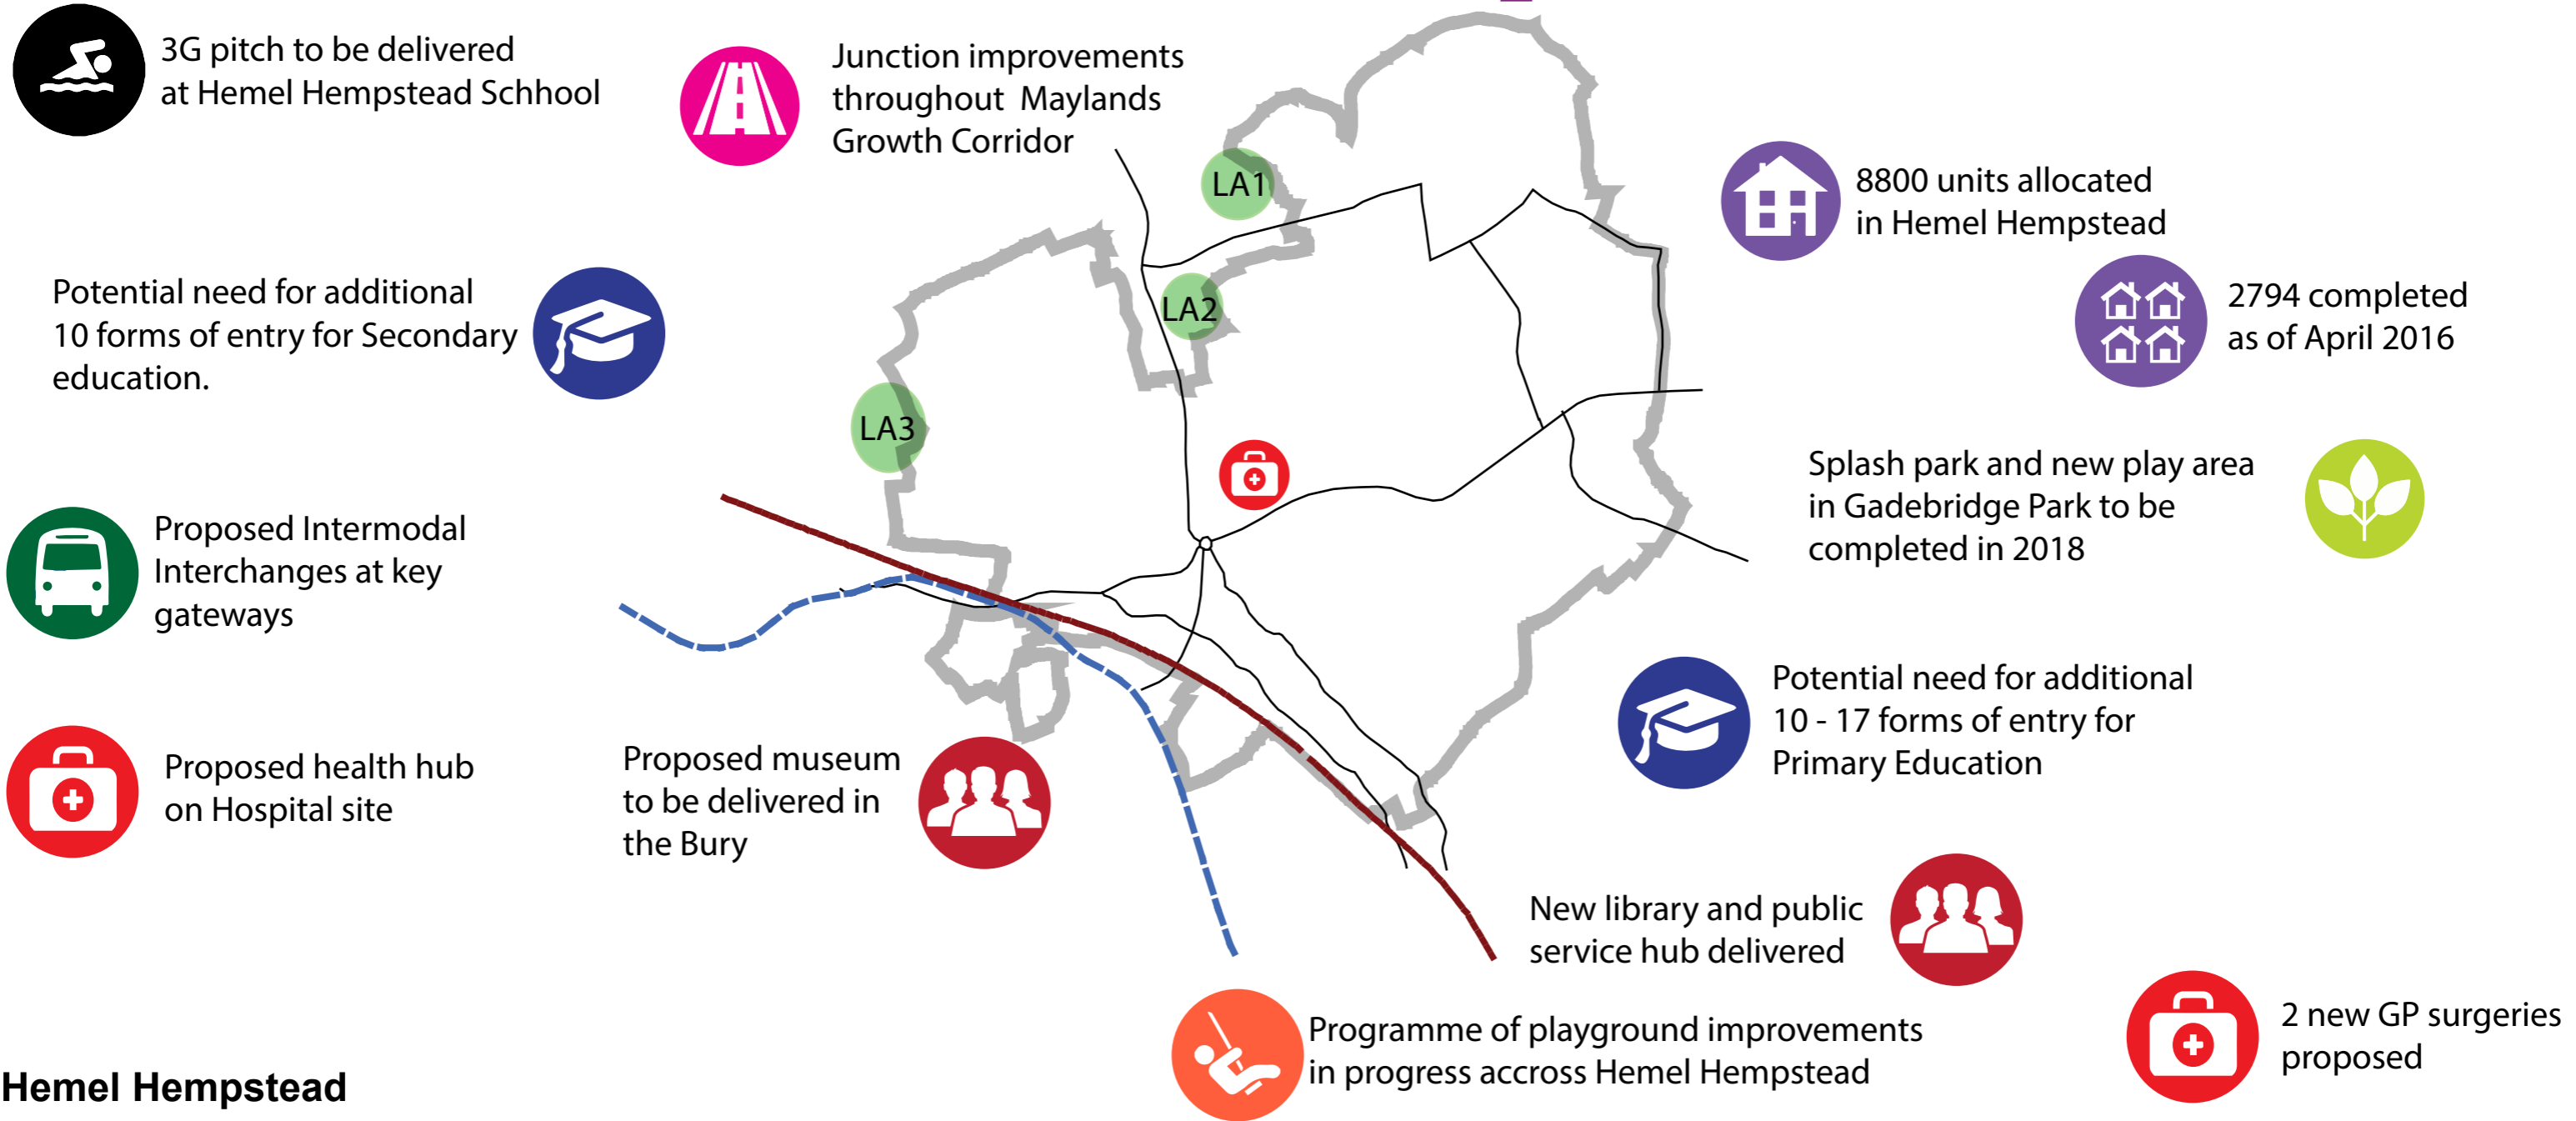 3G pitch to be delivered
at Hemel Hempstead Schhool
Junction improvements
throughout Maylands
Growth Corridor
LA1
8800 units allocated
in Hemel Hempstead
Potential need for additional
10 forms of entry for Secondary
education.
LA2
2794 completed
as of April 2016
LA3
Splash park and new play area
in Gadebridge Park to be
completed in 2018
Proposed Intermodal
Interchanges at key
gateways
Potential need for additional
10 - 17 forms of entry for
Primary Education
Proposed health hub
on Hospital site
Proposed museum
to be delivered in
the Bury
New library and public
service hub delivered
Programme of playground improvements
in progress accross Hemel Hempstead
2 new GP surgeries
proposed
Hemel Hempstead